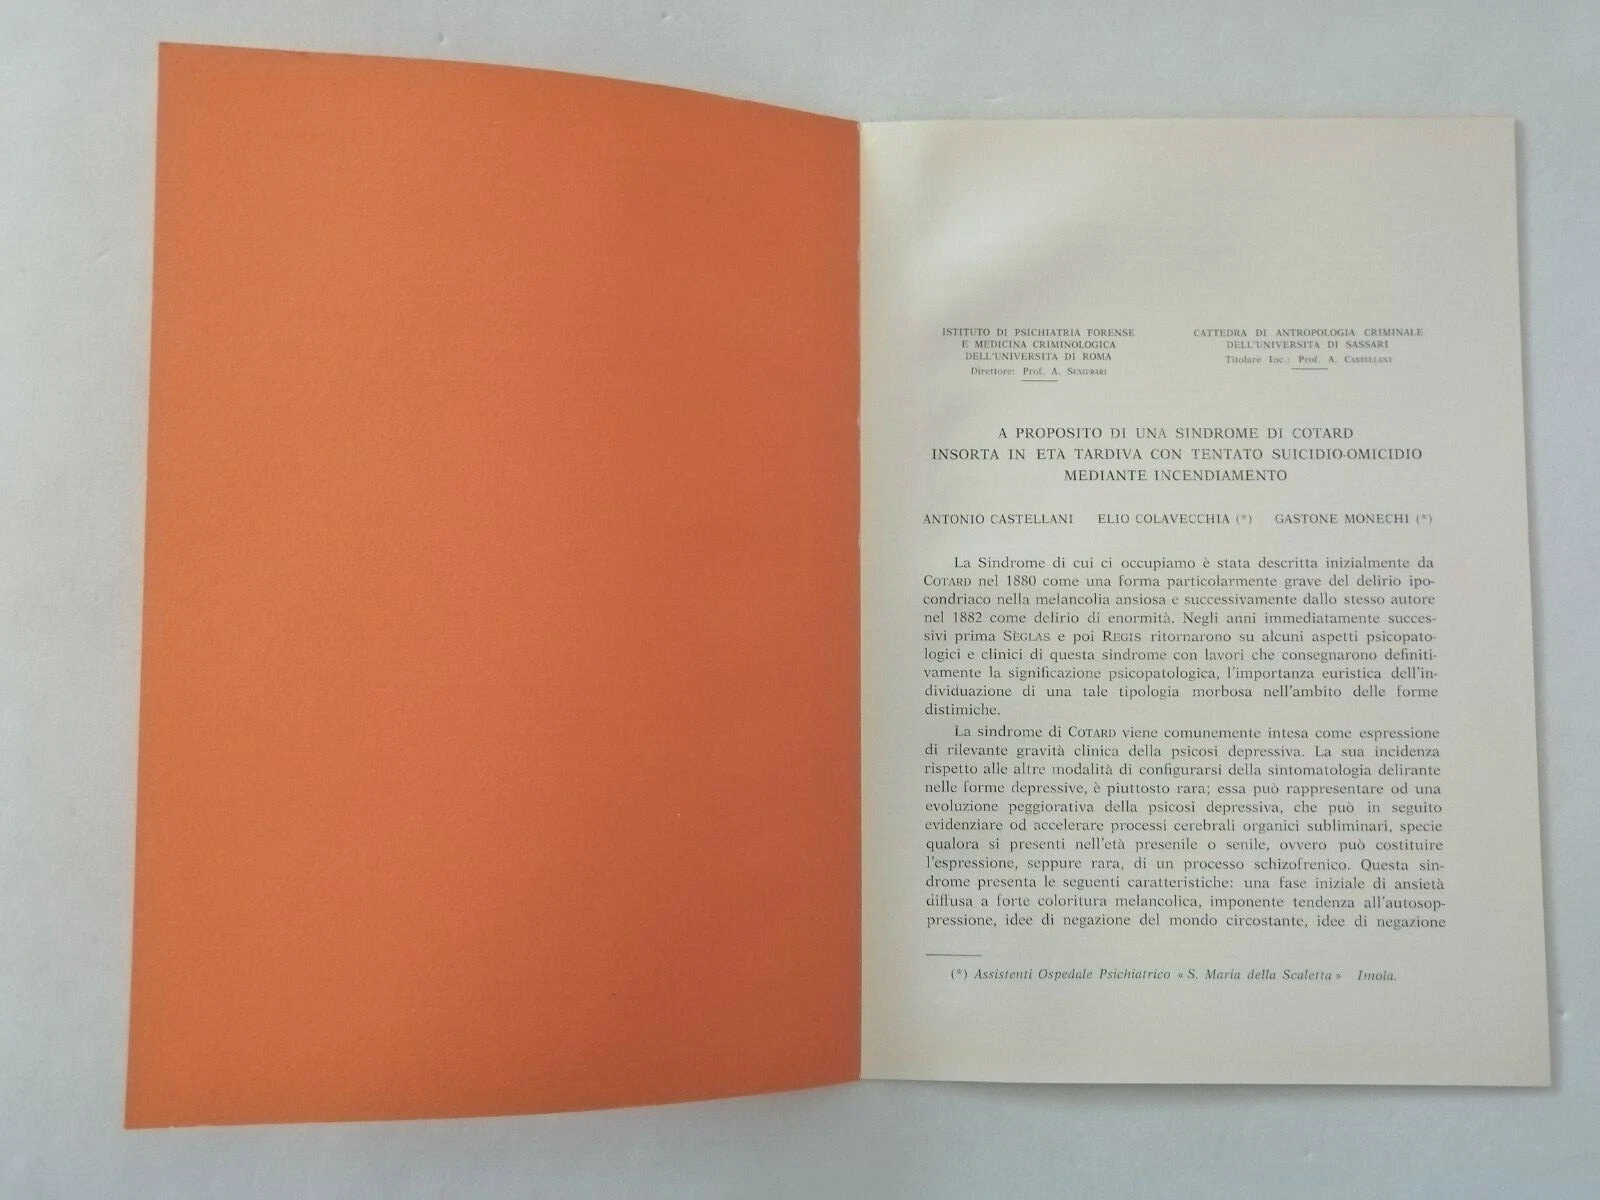 ISTITUTO DI PSICHIATRIA FORENSE
E MEDICINA CRIMINOLOGICA
DELL'UNIVERSITA DI ROMA
Direttore: Prof. A. SEMERARI
CATTEDRA DI ANTROPOLOGIA CRIMINALE
DELL'UNIVERSITA DI SASSARI
Titolare Inc.: Prof. A. CASTELLANI
A PROPOSITO DI UNA SINDROME DI COTARD
INSORTA IN ETA TARDIVA CON TENTATO SUICIDIO-OMICIDIO
MEDIANTE INCENDIAMENTO
ANTONIO CASTELLANI ELIO COLAVECCHIA (*) GASTONE MONECHI (*)
La Sindrome di cui ci occupiamo è stata descritta inizialmente da
COTARD nel 1880 come una forma particolarmente grave del delirio ipo-
condriaco nella melancolia ansiosa e successivamente dallo stesso autore
nel 1882 come delirio di enormità. Negli anni immediatamente succes-
sivi prima SÈGLAS e poi REGIS ritornarono su alcuni aspetti psicopato-
logici e clinici di questa sindrome con lavori che consegnarono definiti-
vamente la significazione psicopatologica, l'importanza euristica dell'in-
dividuazione di una tale tipologia morbosa nell'ambito delle forme
distimiche.
La sindrome di COTARD viene comunemente intesa come espressione
di rilevante gravità clinica della psicosi depressiva. La sua incidenza
rispetto alle altre modalità di configurarsi della sintomatologia delirante
nelle forme depressive, è piuttosto rara; essa può rappresentare od una
evoluzione peggiorativa della psicosi depressiva, che può in seguito
evidenziare od accelerare processi cerebrali organici subliminari, specie
qualora si presenti nell'età presenile o senile, ovvero può costituire
l'espressione, seppure rara, di un processo schizofrenico. Questa sin-
drome presenta le seguenti caratteristiche: una fase iniziale di ansietà
diffusa a forte coloritura melancolica, imponente tendenza all'autosop-
pressione, idee di negazione del mondo circostante, idee di negazione
(*) Assistenti Ospedale Psichiatrico « S. Maria della Scaletta » Imola.